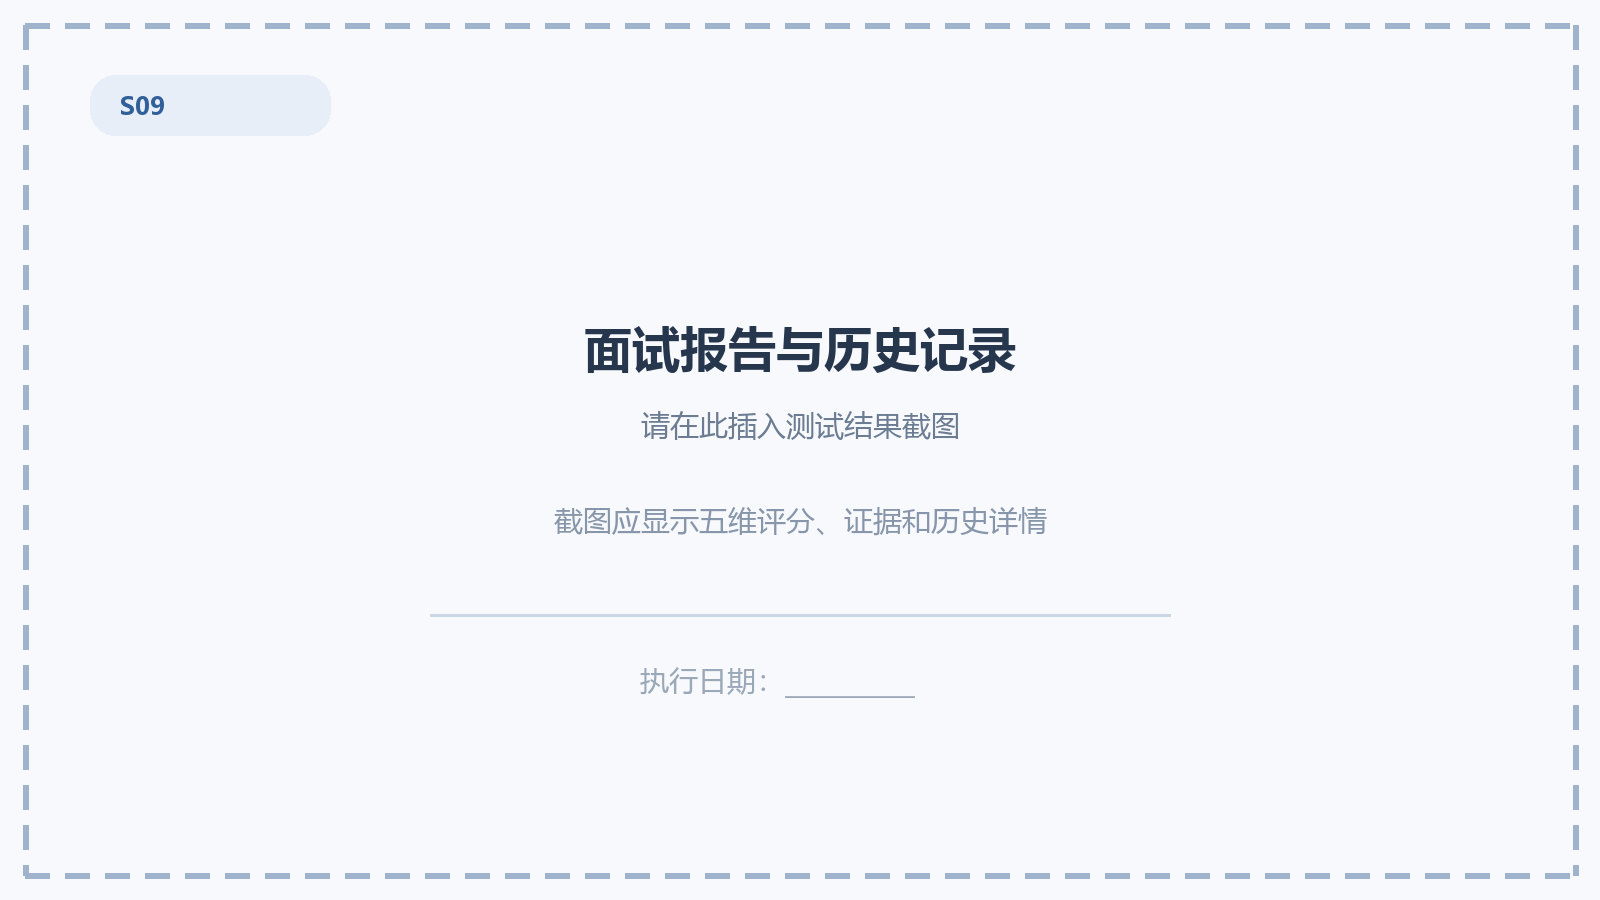 S09
面试报告与历史记录
请在此插入测试结果截图
截图应显示五维评分、证据和历史详情
执行日期：__________